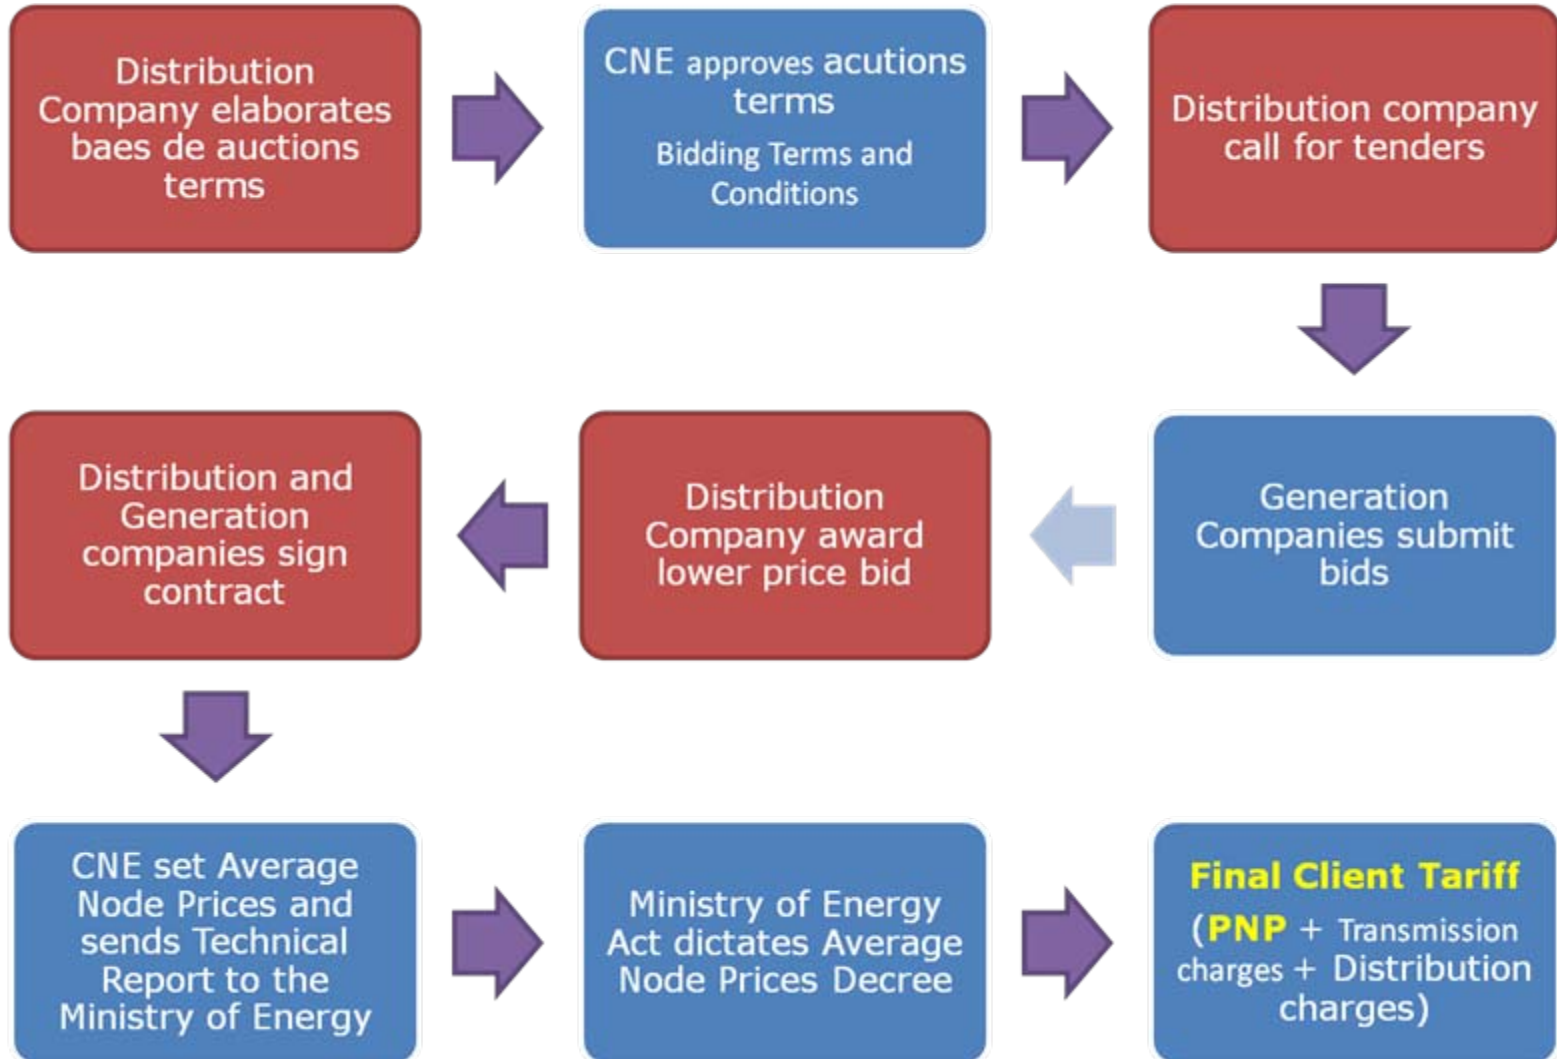 Distribution
Company elaborates
baes de auctions
terms
CNE approves acutions
terms
Bidding Terms and
Conditions
Distribution company
call for tenders
Generation
Companies submit
bids
Distribution
Company award
lower price bid
Distribution and
Generation
companies sign
contract
CNE set Average
Node Prices and
sends Technical
Report to the
Ministry of Energy
Ministry of Energy
Act dictates Average
Node Prices Decree
Final Client Tariff
(PNP + Transmission
charges + Distribution
charges)